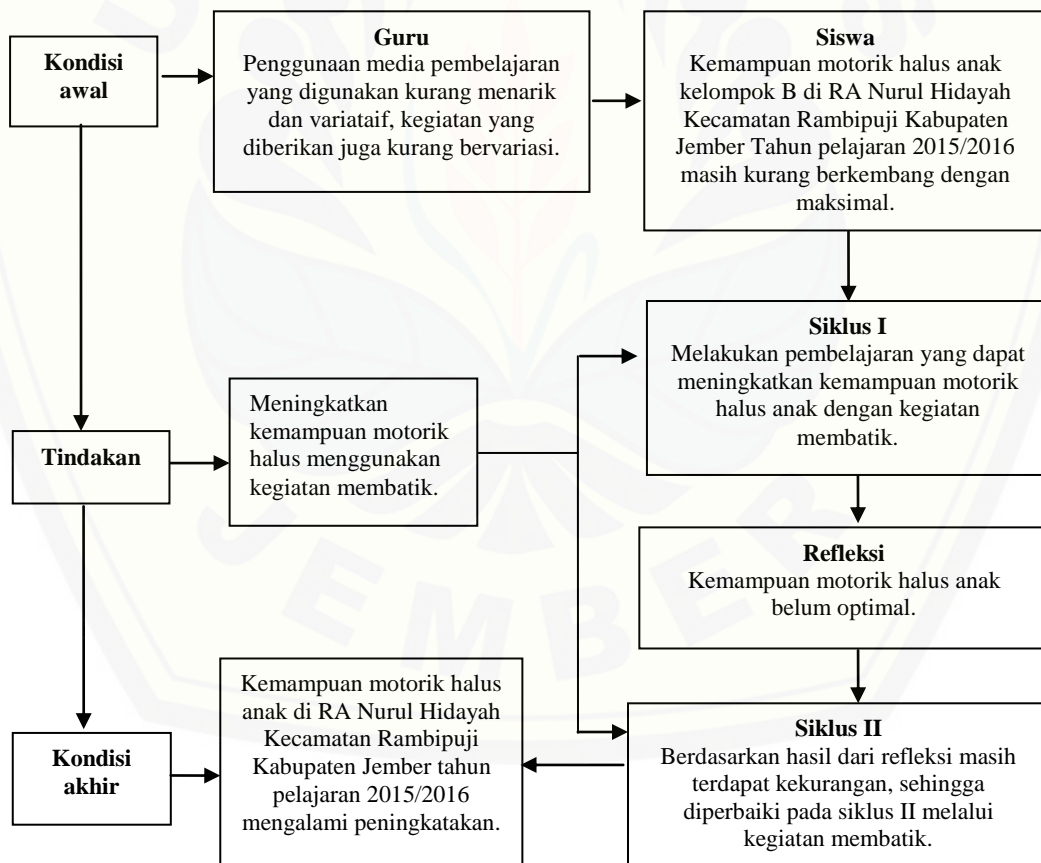 Kondisi
awal
Guru
Penggunaan media pembelajaran
yang digunakan kurang menarik
dan variataif, kegiatan yang
diberikan juga kurang bervariasi.
Siswa
Kemampuan motorik halus anak
kelompok B di RA Nurul Hidayah
Kecamatan Rambipuji Kabupaten
Jember Tahun pelajaran 2015/2016
masih kurang berkembang dengan
maksimal.
Siklus I
Melakukan pembelajaran yang dapat
meningkatkan kemampuan motorik
halus anak dengan kegiatan
membatik.
Tindakan
Meningkatkan
kemampuan motorik
halus menggunakan
kegiatan membatik.
Refleksi
Kemampuan motorik halus anak
belum optimal.
Kondisi
akhir
Kemampuan motorik halus
anak di RA Nurul Hidayah
Kecamatan Rambipuji
Kabupaten Jember tahun
pelajaran 2015/2016
mengalami peningkatakan.
Siklus II
Berdasarkan hasil dari refleksi masih
terdapat kekurangan, sehingga
diperbaiki pada siklus II melalui
kegiatan membatik.
JEMBER